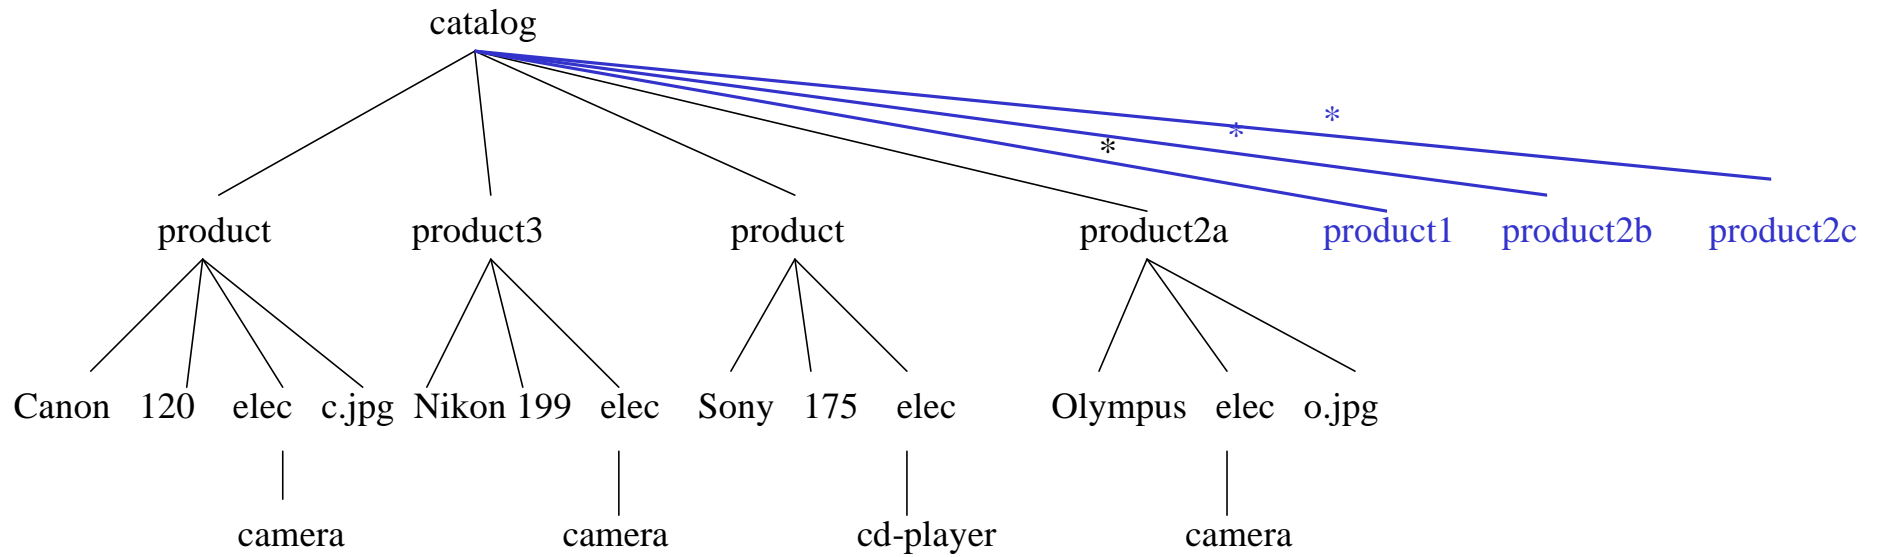 catalog
* * *
product product3 product product2a product1 product2b product2c
Canon 120 elec c.jpg Nikon 199 elec Sony 175 elec Olympus elec o.jpg
camera camera cd-player camera